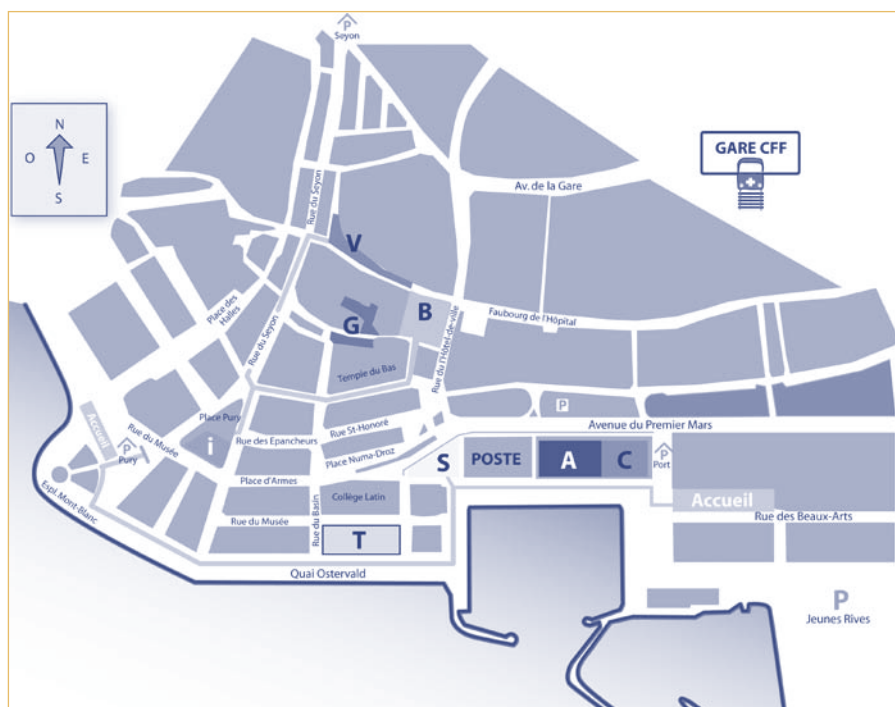 P
Seyon
N
O E
S
GARE CFF
Av. de la Gare
Rue du Seyon
V
Place des
Halles
B
G
Faubourg de l'Hôpital
Rue du Seyon
Rue de l'Hôtel-de-ville
Temple du Bas
P
Accueil
Place Pury
Rue St-Honoré
Avenue du Premier Mars
P
Pury
Rue du Musée
i
Rue des Epancheurs
Place Numa-Droz
S
POSTE
A
C
P
Port
Espl. Mont-Blanc
Place d'Armes
Collège Latin
Accueil
Rue du Musée
Rue du Basin
Rue des Beaux-Arts
T
Quai Ostervald
P
Jeunes Rives